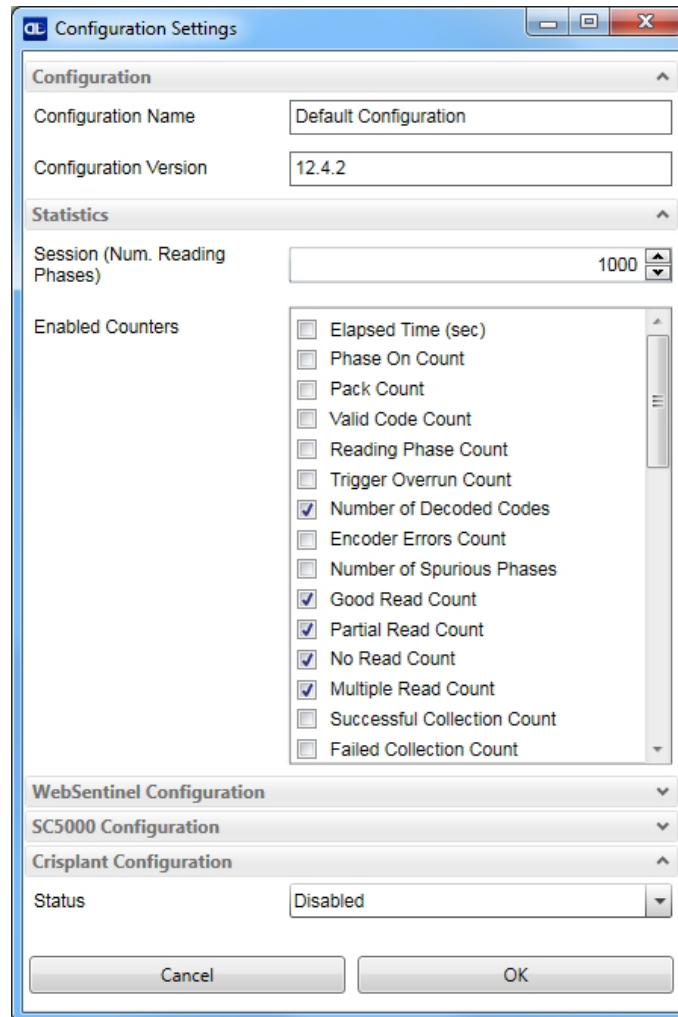 Configuration Settings
Configuration
Configuration Name
Default Configuration
Configuration Version
12.4.2
Statistics
Session (Num. Reading
Phases)
1000
Enabled Counters
Elapsed Time (sec)
Phase On Count
Pack Count
Valid Code Count
Reading Phase Count
Trigger Overrun Count
Number of Decoded Codes
Encoder Errors Count
Number of Spurious Phases
Good Read Count
Partial Read Count
No Read Count
Multiple Read Count
Successful Collection Count
Failed Collection Count
WebSentinel Configuration
SC5000 Configuration
Crisplant Configuration
Status
Disabled
Cancel
OK